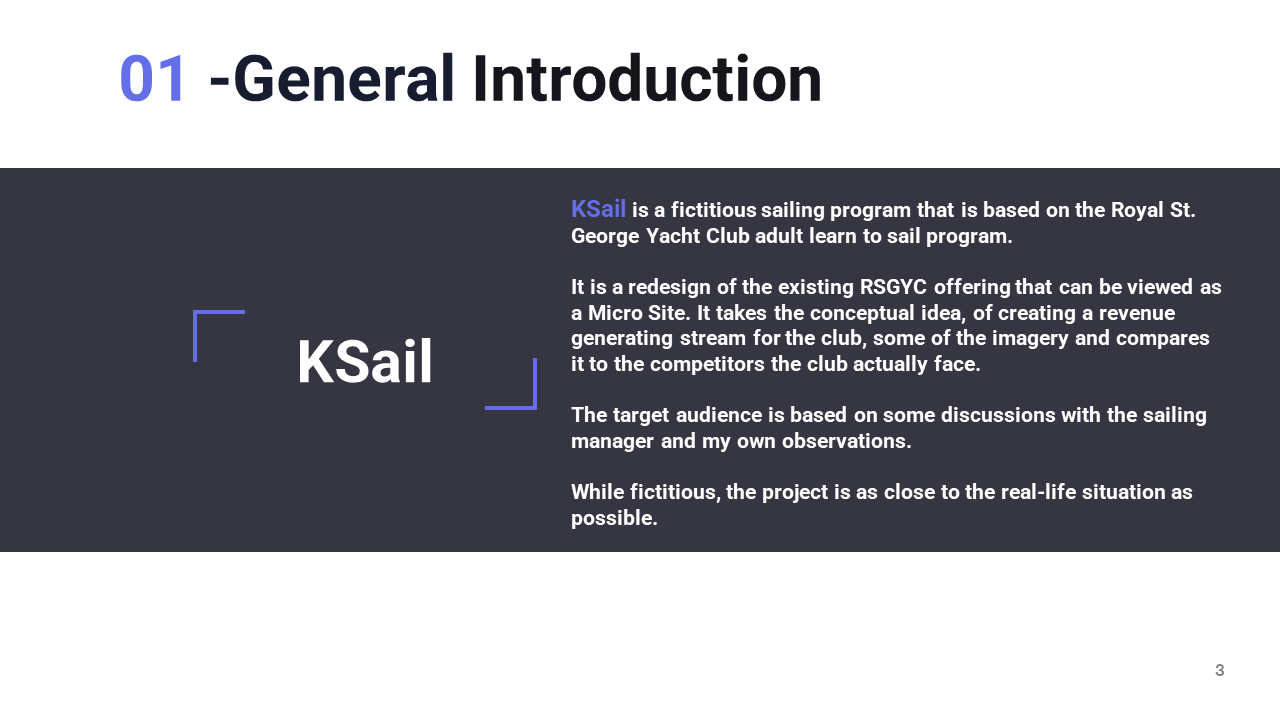 01 -General Introduction
KSail
KSail is a fictitious sailing program that is based on the Royal St.
George Yacht Club adult learn to sail program.
It is a redesign of the existing RSGYC offering that can be viewed as
a Micro Site. It takes the conceptual idea, of creating a revenue
generating stream for the club, some of the imagery and compares
it to the competitors the club actually face.
The target audience is based on some discussions with the sailing
manager and my own observations.
While fictitious, the project is as close to the real-life situation as
possible.
3